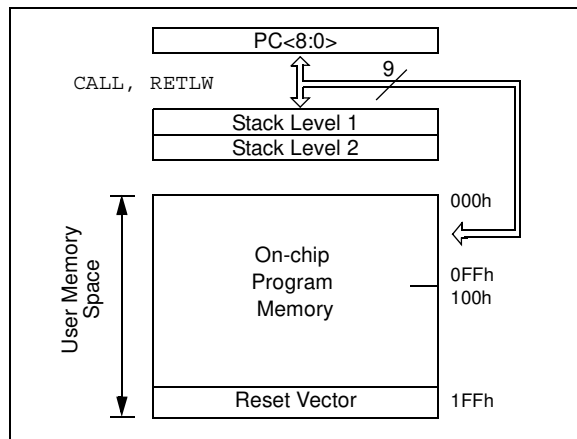 PC<8:0>
CALL, RETLW
9
Stack Level 1
Stack Level 2
000h
User Memory
Space
On-chip
Program
Memory
0FFh
100h
Reset Vector
1FFh